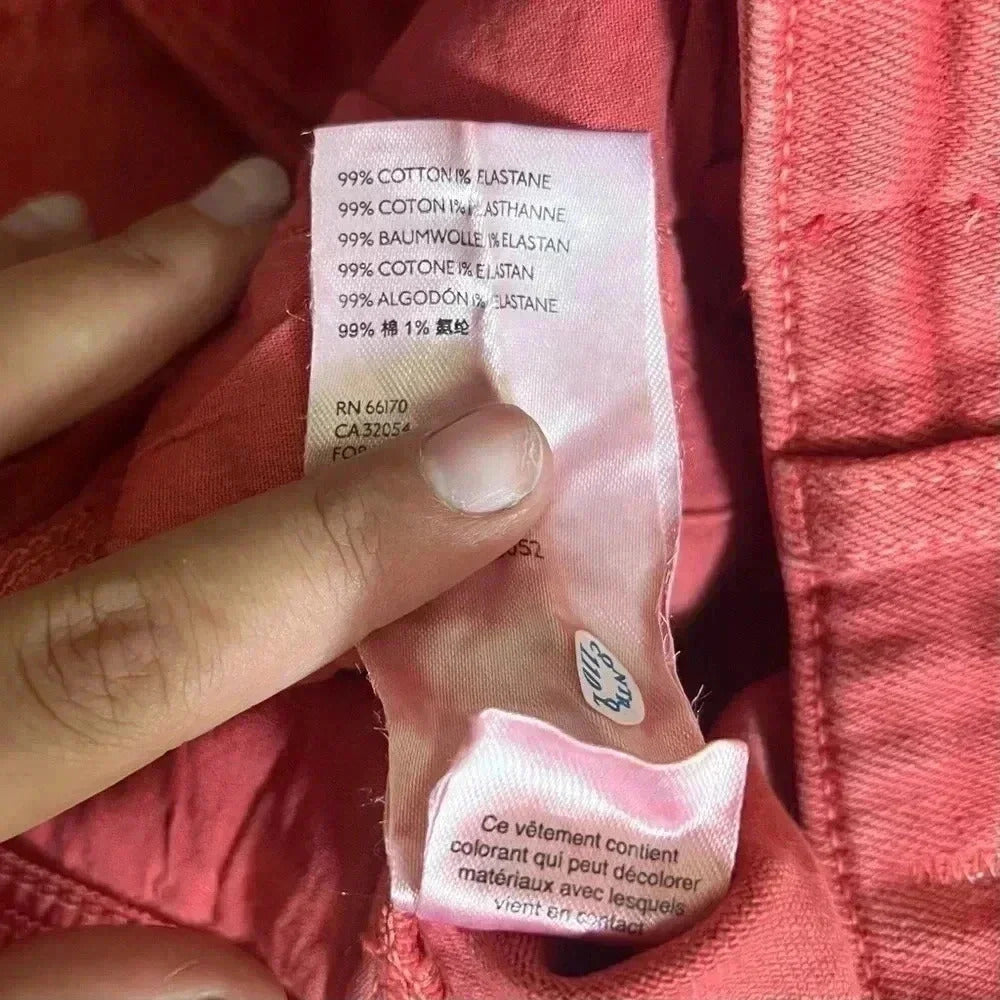 99% COTTON 1% ELASTANE
99% COTON 1% ELASTHANNE
99% BAUMWOLLE 1% ELASTAN
99% COTONE 1% ELASTAN
99% ALGODÓN 1% ELASTANE
99% 棉 1% 氨纶
RN 66170
CA 32054
Ce vêtement contient
colorant qui peut décolorer
matériaux avec lesquels
vient en contact